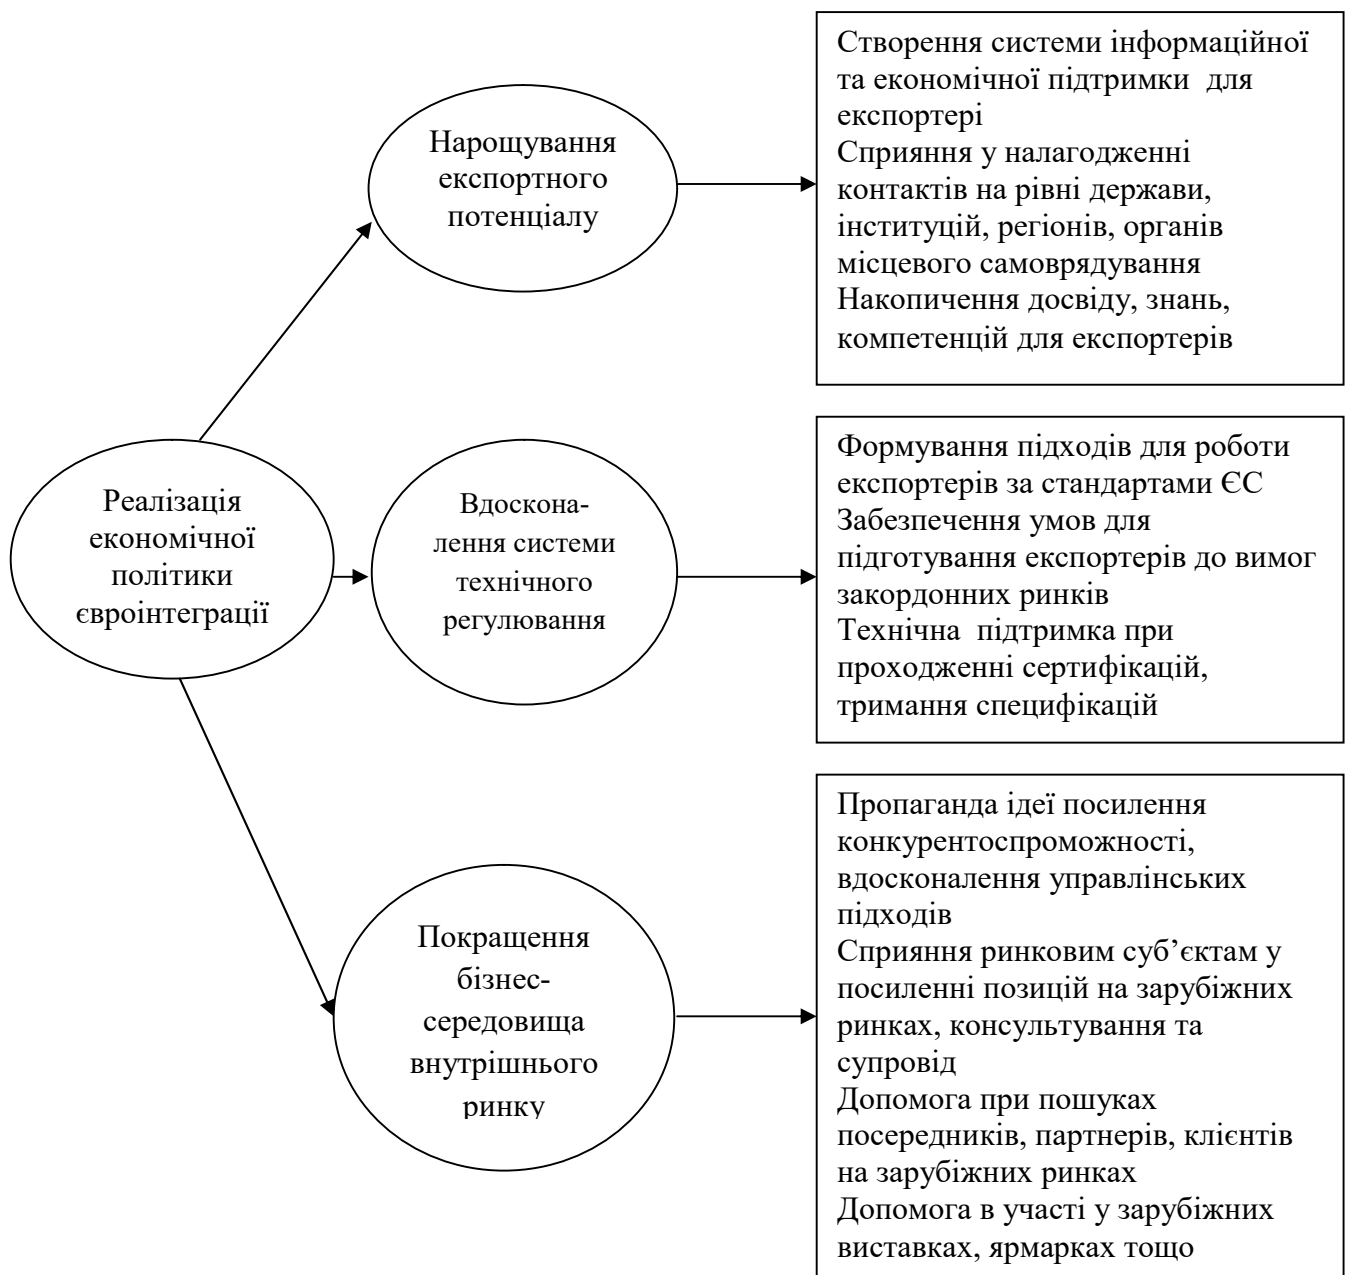 Створення системи інформаційної
та економічної підтримки для
експортері
Сприяння у налагодженні
контактів на рівні держави,
інституцій, регіонів, органів
місцевого самоврядування
Накопичення досвіду, знань,
компетенцій для експортерів
Нарощування
експортного
потенціалу
Реалізація
економічної
політики
євроінтеграції
Вдоскона-
лення системи
технічного
регулювання
Формування підходів для роботи
експортерів за стандартами ЄС
Забезпечення умов для
підготування експортерів до вимог
закордонних ринків
Технічна підтримка при
проходженні сертифікацій,
тримання специфікацій
Покращення
бізнес-
середовища
внутрішнього
ринку
Пропаганда ідеї посилення
конкурентоспроможності,
вдосконалення управлінських
підходів
Сприяння ринковим суб’єктам у
посиленні позицій на зарубіжних
ринках, консультування та
супровід
Допомога при пошуках
посередників, партнерів, клієнтів
на зарубіжних ринках
Допомога в участі у зарубіжних
виставках, ярмарках тощо